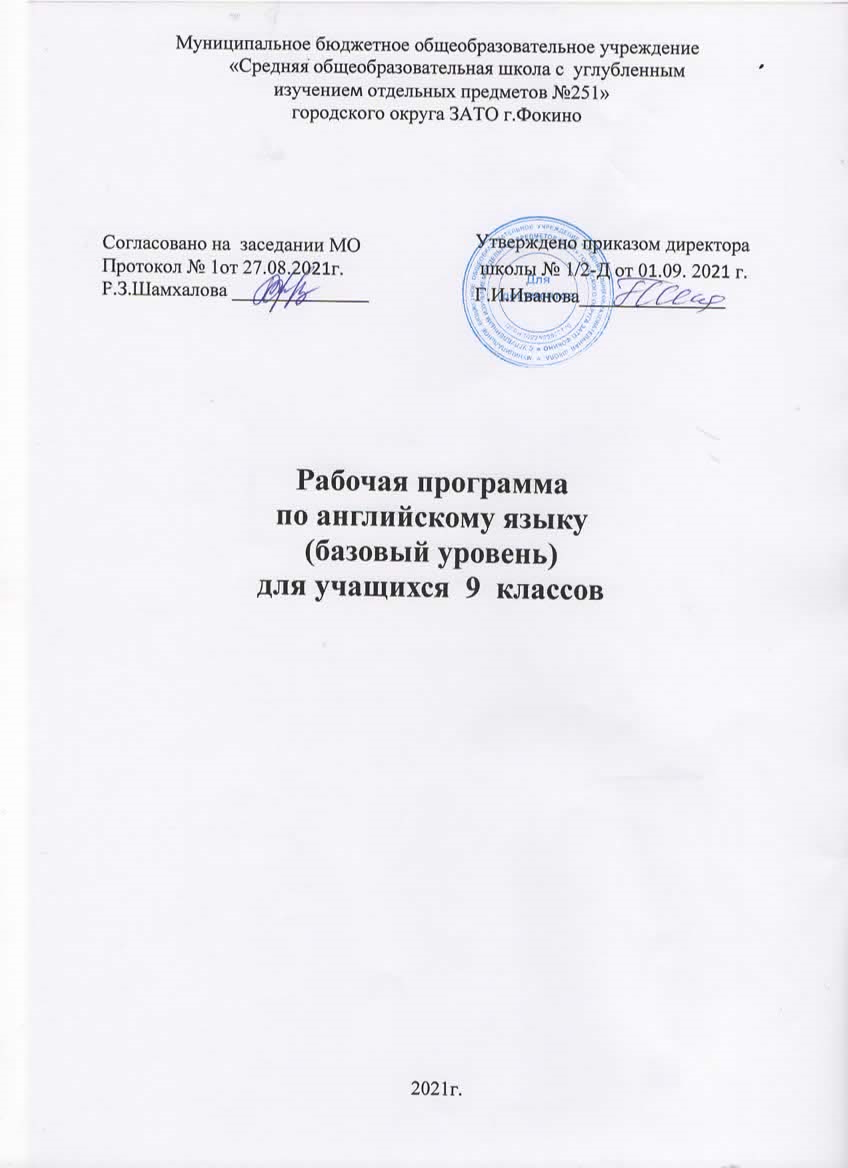 Муниципальное бюджетное общеобразовательное учреждение
«Средняя общеобразовательная школа с углубленным
изучением отдельных предметов №251»
городского округа ЗАТО г.Фокино
Согласовано на заседании МО
Протокол № 1от 27.08.2021г.
Р.З.Шамхалова
Утверждено приказом директора
школы № 1/2-Д от 01.09. 2021 г.
Г.И.Иванова
Для
Рабочая программа
по английскому языку
(базовый уровень)
для учащихся 9 классов
2021г.